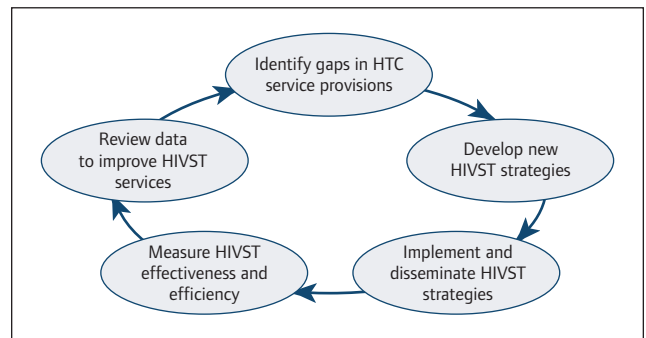 Identify gaps in HTC
service provisions
Develop new
HIVST strategies
Implement and
disseminate HIVST
strategies
Measure HIVST
effectiveness and
efficiency
Review data
to improve HIVST
services